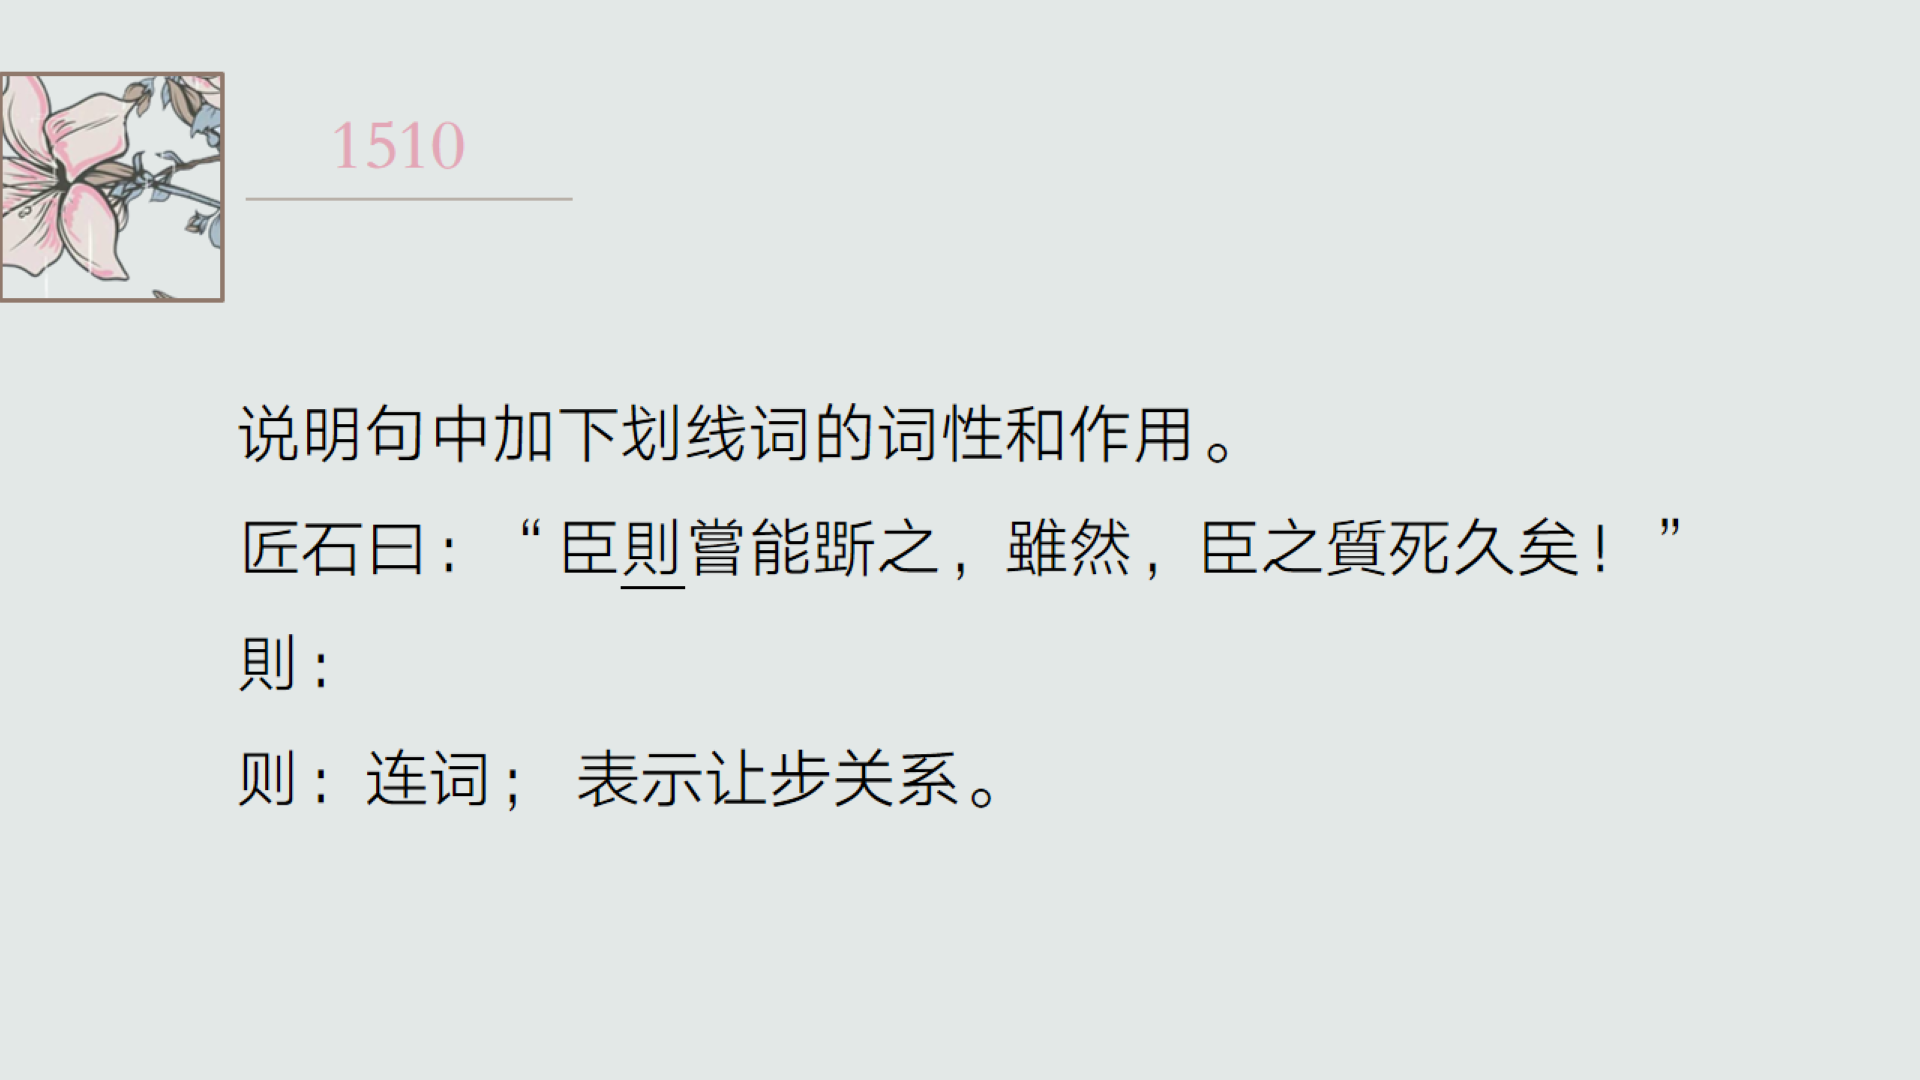 1510
说明句中加下划线词的词性和作用。
匠石曰：“臣則嘗能斲之，雖然，臣之質死久矣！”
則：
则：连词； 表示让步关系。